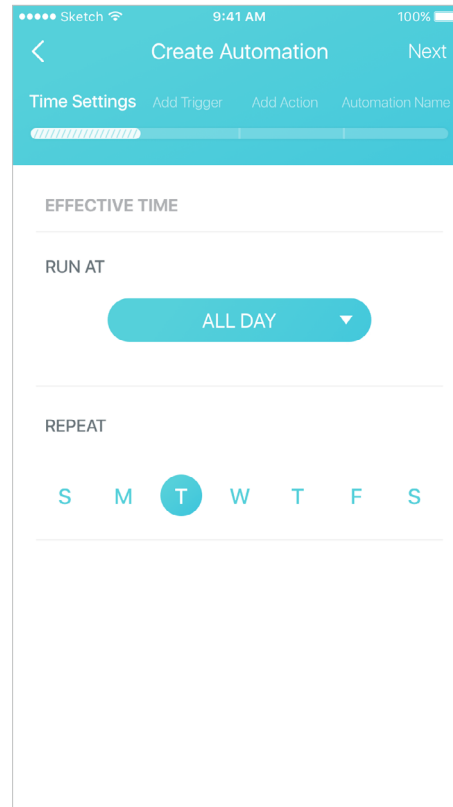 Sketch 9:41 AM 100%
Create Automation Next
Time Settings Add Trigger Add Action Automation Name
EFFECTIVE TIME
RUN AT
ALL DAY
REPEAT
S M T W T F S